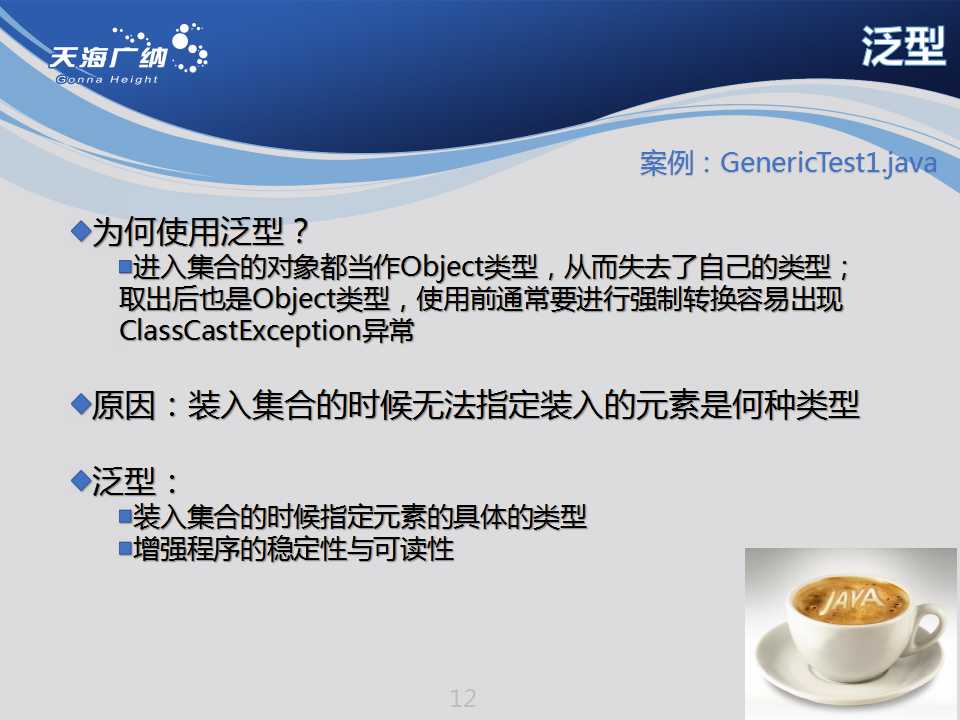 天海广纳
Gonna Height
泛型
案例：GenericTest1.java
为何使用泛型？
进入集合的对象都当作Object类型，从而失去了自己的类型；
取出后也是Object类型，使用前通常要进行强制转换容易出现
ClassCastException异常
原因：装入集合的时候无法指定装入的元素是何种类型
泛型：
装入集合的时候指定元素的具体的类型
增强程序的稳定性与可读性
JAVA
12